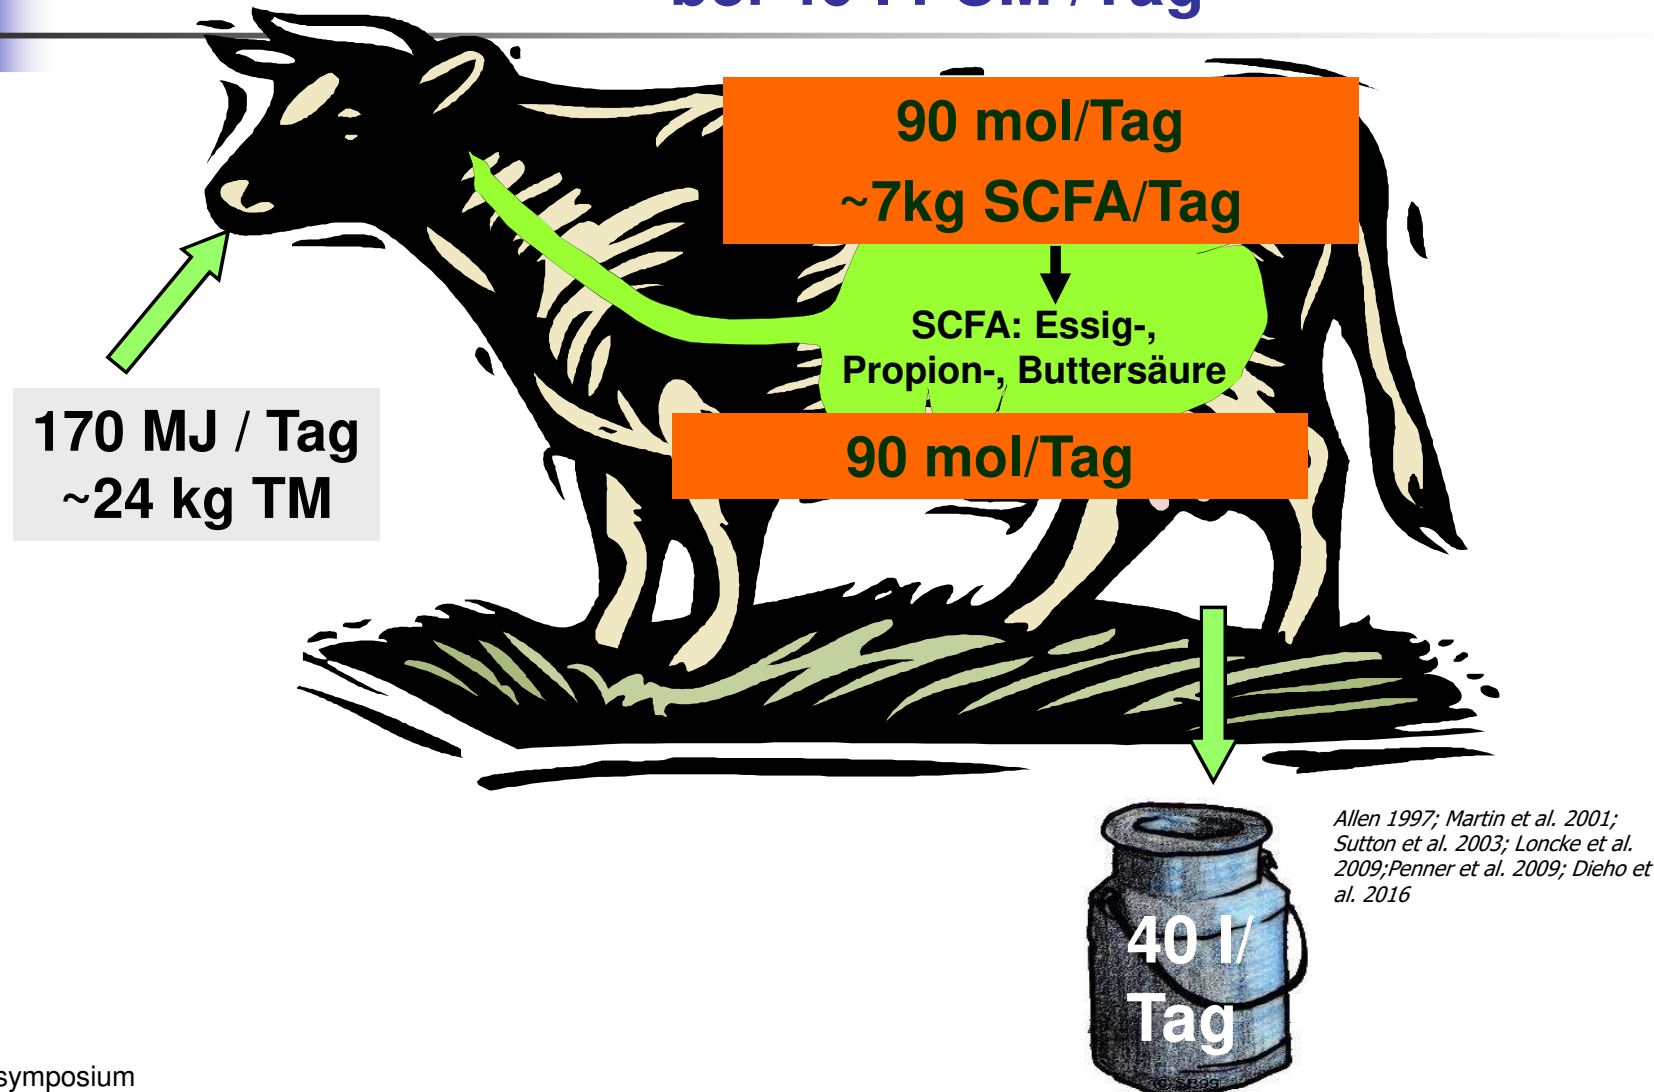 90 mol/Tag
~7kg SCFA/Tag
SCFA: Essig-,
Propion-, Buttersäure
170 MJ / Tag
~24 kg TM
90 mol/Tag
Allen 1997; Martin et al. 2001;
Sutton et al. 2003; Loncke et al.
2009;Penner et al. 2009; Dieho et
al. 2016
40 l/
Tag
symposium